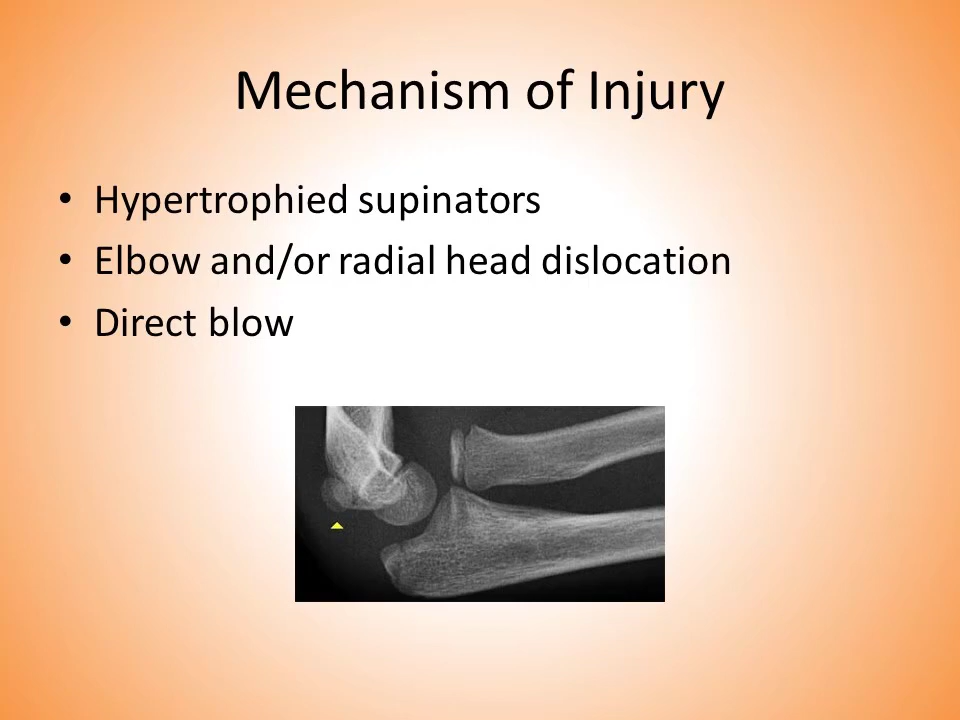 Mechanism of Injury
• Hypertrophied supinators
• Elbow and/or radial head dislocation
• Direct blow